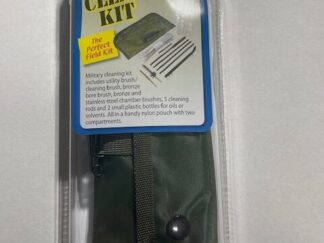 KIT
The
Perfect
Field Kit
Military cleaning kit
includes utility brush/
cleaning brush, bronze
bore brush, bronze and
stainless steel chamber brushes, 5 cleaning
rods and 2 small plastic bottles for oils or
solvents. All in a handy nylon pouch with two
compartments.